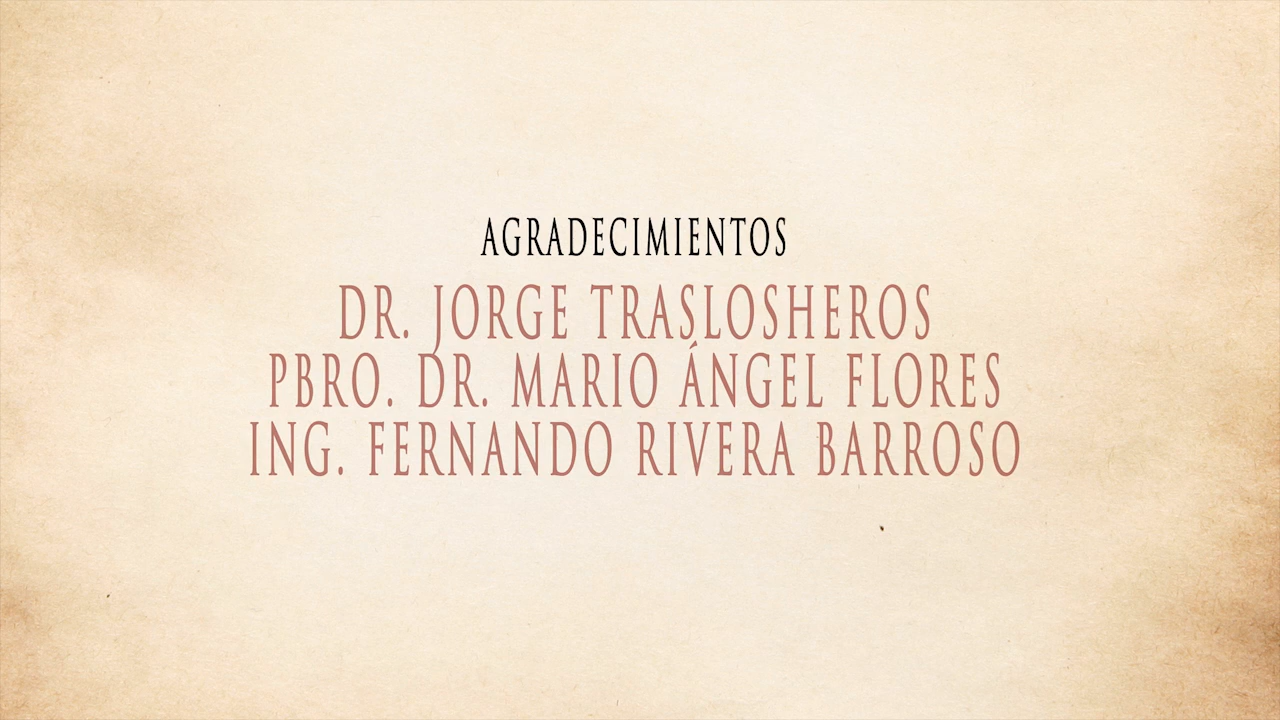 AGRADECIMIENTOS
DR. JORGE TRASLOSHEROS
PBRO. DR. MARIO ÁNGEL FLORES
ING. FERNANDO RIVERA BARROSO